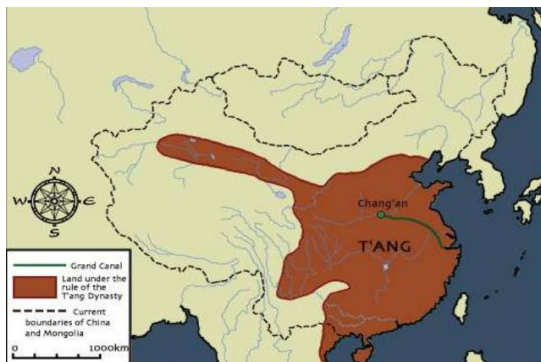 Chang'an
T'ANG
N
W E
S
Grand Canal
Land under the
rule of the
T'ang Dynasty
Current
boundaries of China
and Mongolia
0 1000km